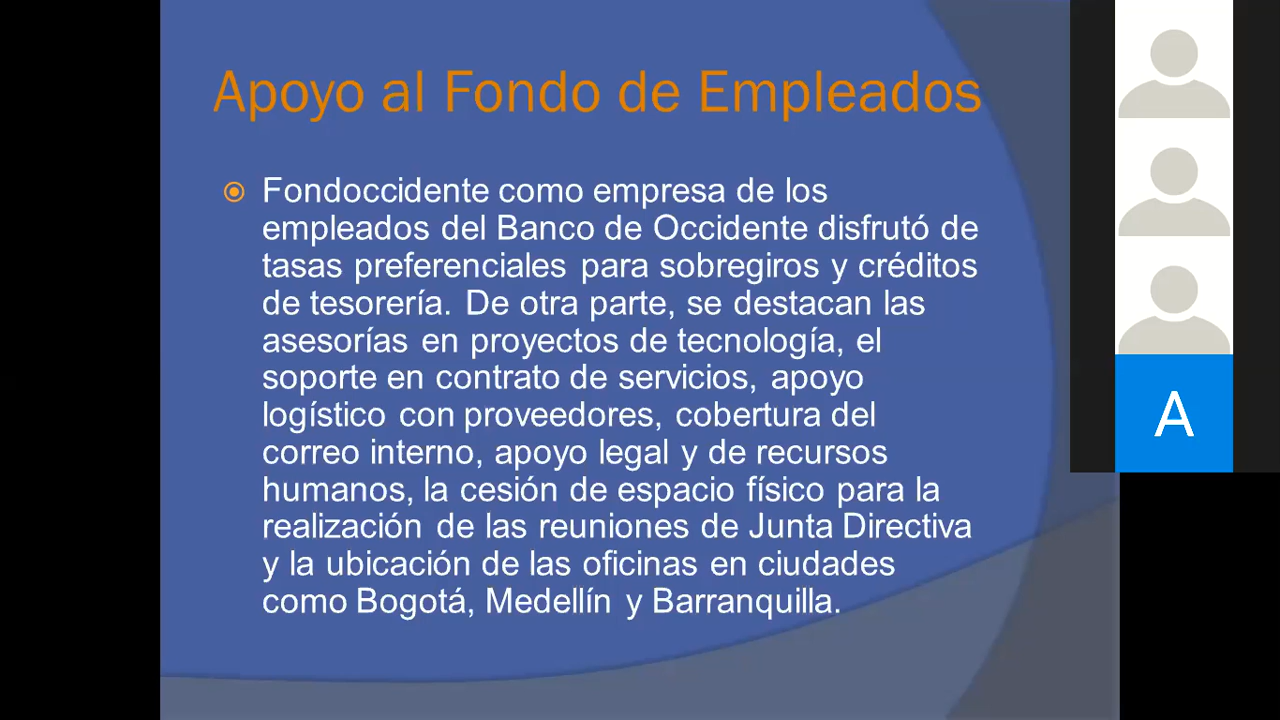 Apoyo al Fondo de Empleados
Fondoccidente como empresa de los
empleados del Banco de Occidente disfrutó de
tasas preferenciales para sobregiros y créditos
de tesorería. De otra parte, se destacan las
asesorías en proyectos de tecnología, el
soporte en contrato de servicios, apoyo
logístico con proveedores, cobertura del
correo interno, apoyo legal y de recursos
humanos, la cesión de espacio físico para la
realización de las reuniones de Junta Directiva
y la ubicación de las oficinas en ciudades
como Bogotá, Medellín y Barranquilla.
A